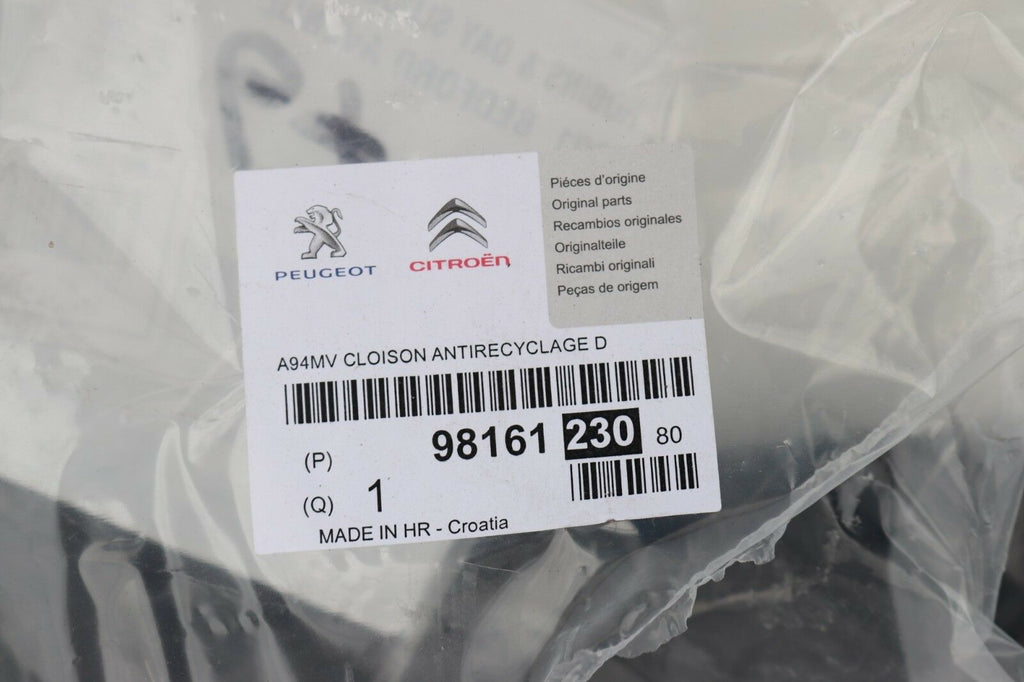 PEUGEOT
CITROËN
Piéces d'origine
Original parts
Recambios originales
Originalteile
Ricambi originali
Peças de origem
A94MV CLOISON ANTIRECYCLAGE D
(P) 98161 230 80
(Q) 1
MADE IN HR - Croatia